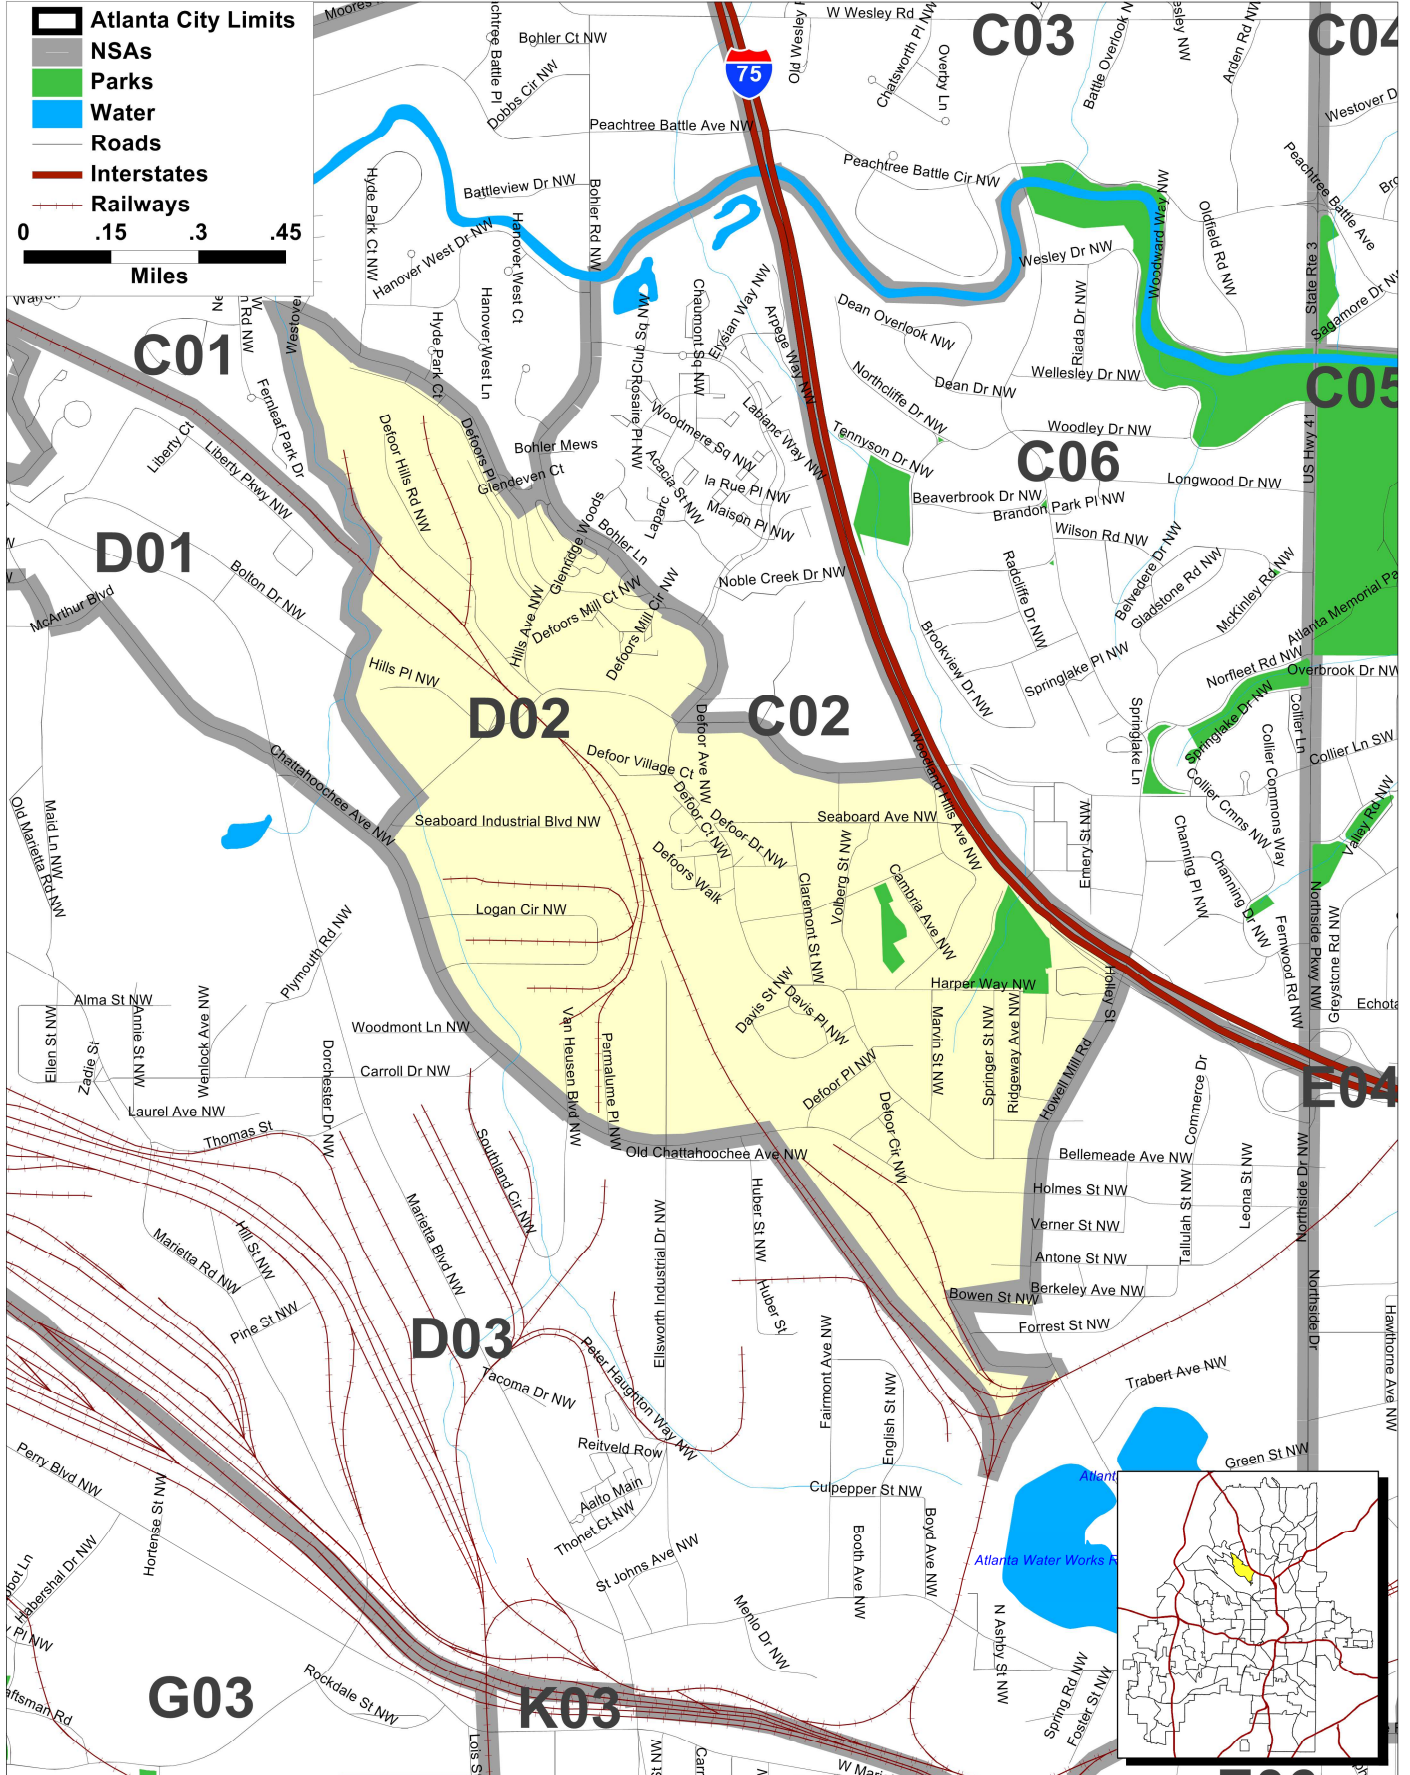 Atlanta City Limits
NSAs
Parks
Water
Roads
Interstates
Railways
0 .15 .3 .45
Miles
W Wesley Rd
C03
C04
Bohler Ct NW
75
Chatsworth Pl NW
Overby Ln
Arden Rd NW
Dobbs Cir NW
Peachtree Battle Ave NW
Peachtree Battle Cir NW
Peachtree Battle Ave
Battleview Dr NW
Hyde Park Ct NW
Hanover West Dr NW
Hanover West Ct
Bohler Rd NW
Wesley Dr NW
Woodward Way NW
Oldfield Rd NW
State Rte 3
Sagamore Dr NW
Hanover West Ln
Hyde Park Ct
Chaumont Sq NW
Elysian Way NW
Arpege Way NW
Dean Overlook NW
Riada Dr NW
C01
Dean Dr NW
Wellesley Dr NW
Northcliffe Dr NW
C05
Fernleaf Park Dr
Liberty Ct
Liberty Pkwy NW
Defoor Hills Rd NW
Defoors Pl
Bohler Mews
Glendeven Ct
Rosaire Pl NW
Woodmere Sq NW
Lablanc Way NW
Tennyson Dr NW
Woodley Dr NW
C06
US Hwy 41
Acacia St NW
la Rue Pl NW
Maison Pl NW
Laparc
Longwood Dr NW
Beaverbrook Dr NW
Brandon Park Pl NW
Wilson Rd NW
D01
Bolton Dr NW
McArthur Blvd
Glenridge Woods
Bohler Ln
Noble Creek Dr NW
Radcliffe Dr NW
Belvedere Dr NW
Gladstone Rd NW
McKinley Rd NW
Defoors Mill Ct NW
Defoors Mill Cir NW
Hills Ave NW
Hills Pl NW
Brookview Dr NW
Springlake Pl NW
Norfleet Rd NW
Overbrook Dr NW
D02
C02
Defoor Ave NW
Woodland Hills Ave NW
Springlake Ln
Springlake Dr NW
Collier Ln
Collier Ln SW
Collier Commons Way
Collier Cmns NW
Chattahoochee Ave NW
Defoor Village Ct
Defoor Ct NW
Defoor Dr NW
Seaboard Industrial Blvd NW
Seaboard Ave NW
Old Marietta Rd NW
Maid Ln NW
Defoors Walk
Claremont St NW
Volberg St NW
Cambria Ave NW
Emery St NW
Channing Pl NW
Channing Dr NW
Valley Rd NW
Logan Cir NW
Plymouth Rd NW
Fernwood Rd NW
Northside Pkwy NW
Greystone Rd NW
Harper Way NW
Holley St
Alma St NW
Ellen St NW
Zadie St
Annie St NW
Wenlock Ave NW
Woodmont Ln NW
Carroll Dr NW
Dorchester Dr NW
Van Heusen Blvd NW
Permalume Pl NW
Davis St NW
Davis Pl NW
Defoor Pl NW
Marvin St NW
Springer St NW
Ridgeway Ave NW
Howell Mill Rd
Commerce Dr
E04
Laurel Ave NW
Thomas St
Southland Cir NW
Old Chattahoochee Ave NW
Defoor Cir NW
Bellemeade Ave NW
Holmes St NW
Verner St NW
Antone St NW
Tallulah St NW
Leona St NW
Northside Dr NW
Marietta Rd NW
Hill St NW
Pine St NW
Marietta Blvd NW
Ellsworth Industrial Dr NW
Huber St NW
Huber St
Bowen St NW
Berkeley Ave NW
Forrest St NW
Northside Dr
Hawthorne Ave NW
D03
Tacoma Dr NW
Peter Haughton Way NW
Fairmont Ave NW
English St NW
Trabert Ave NW
Perry Blvd NW
Hortense St NW
Habershal Dr NW
Reitveld Row
Aalto Main
Thonet Ct NW
St Johns Ave NW
Culpepper St NW
Booth Ave NW
Boyd Ave NW
Green St NW
Atlanta Water Works
Menlo Dr NW
N Ashby St NW
Spring Rd NW
Foster St NW
G03
Rockdale St NW
K03